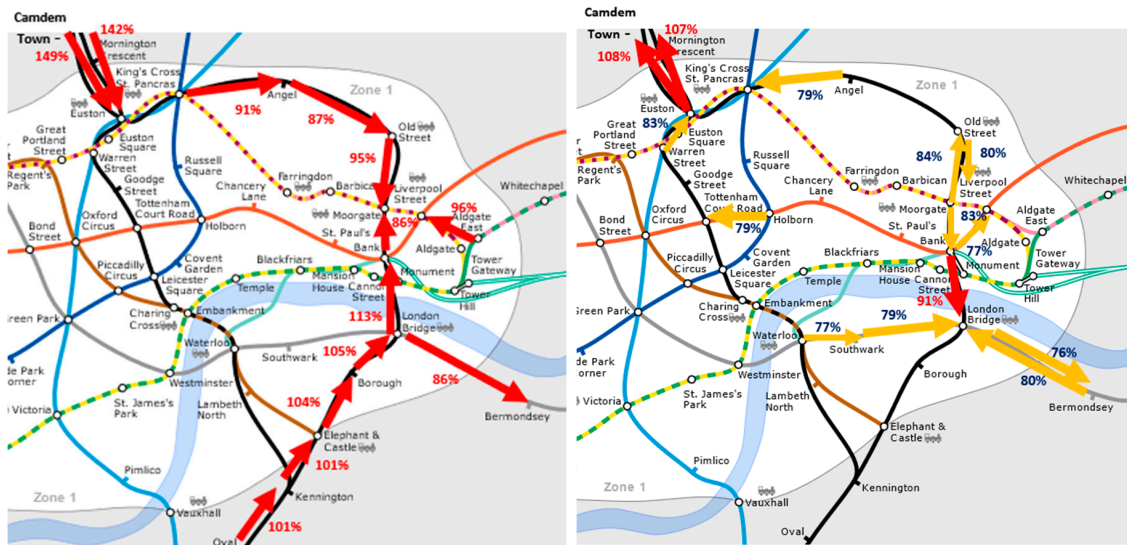 Camdem
Town –
142%
149%
Mornington
Crescent
King's Cross
St. Pancras
Euston
Great
Portland
Street
Euston
Square
Warren
Street
Regent's
Park
91%
Angel
Zone 1
87%
Old
Street
95%
Russell
Square
Goodge
Street
Farringdon
Barbican
Liverpool
Street
Whitechapel
Chancery
Lane
Tottenham
Court Road
Moorgate
86%
96%
Aldgate
East
Bond
Street
Oxford
Circus
Holborn
St. Paul's
Bank
Aldgate
Tower
Gateway
Covent
Garden
Piccadilly
Circus
Leicester
Square
Blackfriars
Mansion
House
Cannon
Street
Monument
Temple
Tower
Hill
Green Park
Charing
Cross
Embankment
113%
London
Bridge
Waterloo
Southwark
105%
86%
de Park
orner
Westminster
Borough
Bermondsey
Victoria
St. James's
Park
Lambeth
North
104%
Elephant &
Castle
101%
Pimlico
Zone 1
Kennington
Vauxhall
101%
Oval
Camdem
Town –
107%
108%
Mornington
Crescent
King's Cross
St. Pancras
79%
Angel
Zone 1
Euston
83%
Great
Portland
Street
Euston
Square
Warren
Street
Regent's
Park
Old
Street
84%
80%
Russell
Square
Goodge
Street
Farringdon
Barbican
Liverpool
Street
Whitechapel
Chancery
Lane
Tottenham
Court Road
Moorgate
83%
Aldgate
East
Bond
Street
Oxford
Circus
79%
Holborn
St. Paul's
Bank
77%
Aldgate
Tower
Gateway
Covent
Garden
Piccadilly
Circus
Leicester
Square
Blackfriars
Mansion
House
Cannon
Street
Monument
Temple
Tower
Hill
91%
Green Park
Charing
Cross
Embankment
London
Bridge
Waterloo
77%
79%
Southwark
76%
80%
de Park
orner
Westminster
Borough
Bermondsey
Victoria
St. James's
Park
Lambeth
North
Elephant &
Castle
Pimlico
Zone 1
Kennington
Vauxhall
Oval